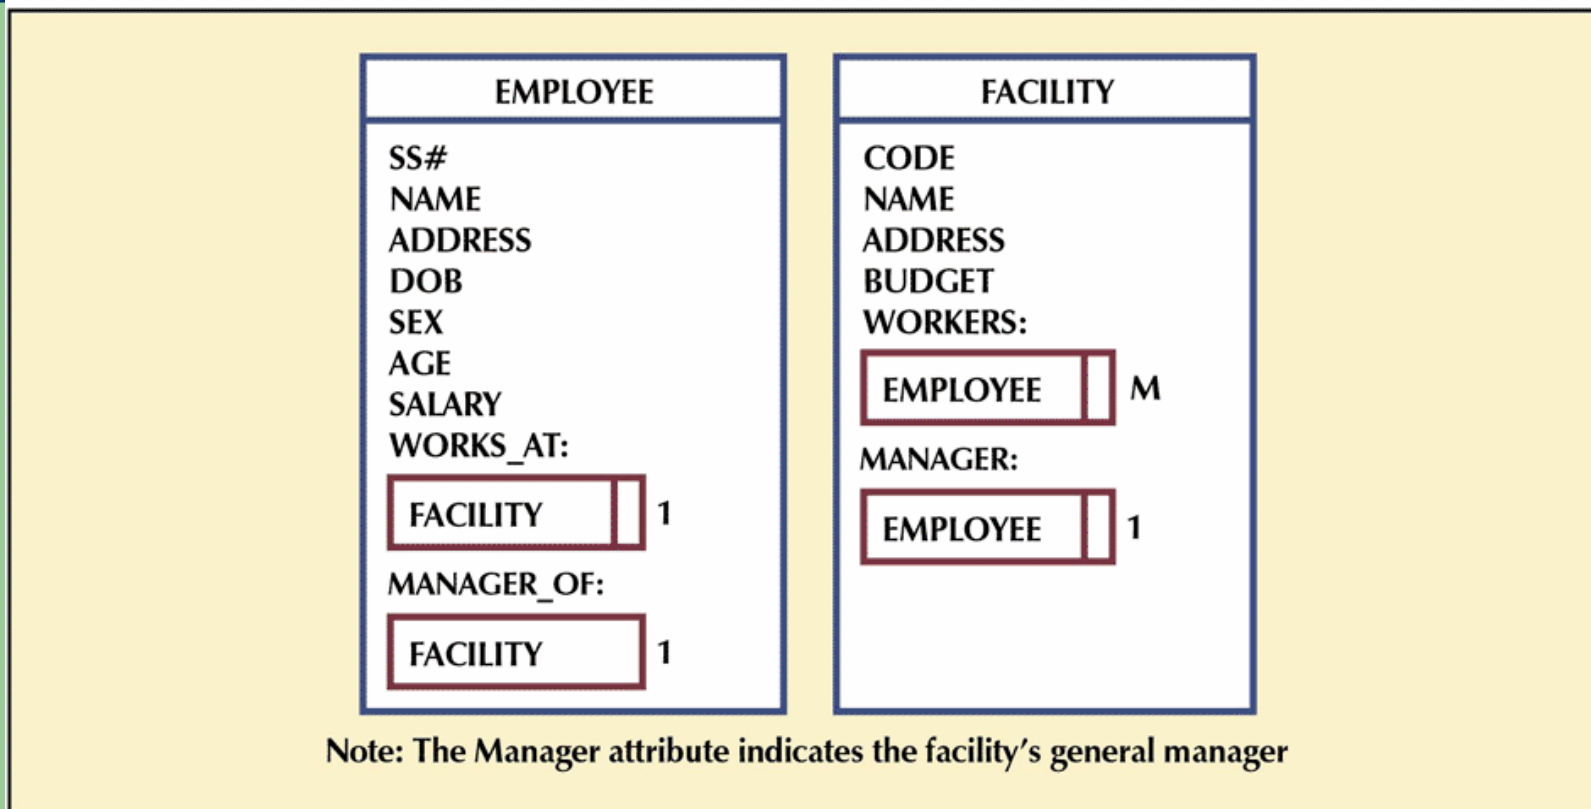 EMPLOYEE
SS#
NAME
ADDRESS
DOB
SEX
AGE
SALARY
WORKS_AT:
FACILITY 1
MANAGER_OF:
FACILITY 1
FACILITY
CODE
NAME
ADDRESS
BUDGET
WORKERS:
EMPLOYEE M
MANAGER:
EMPLOYEE 1
Note: The Manager attribute indicates the facility’s general manager